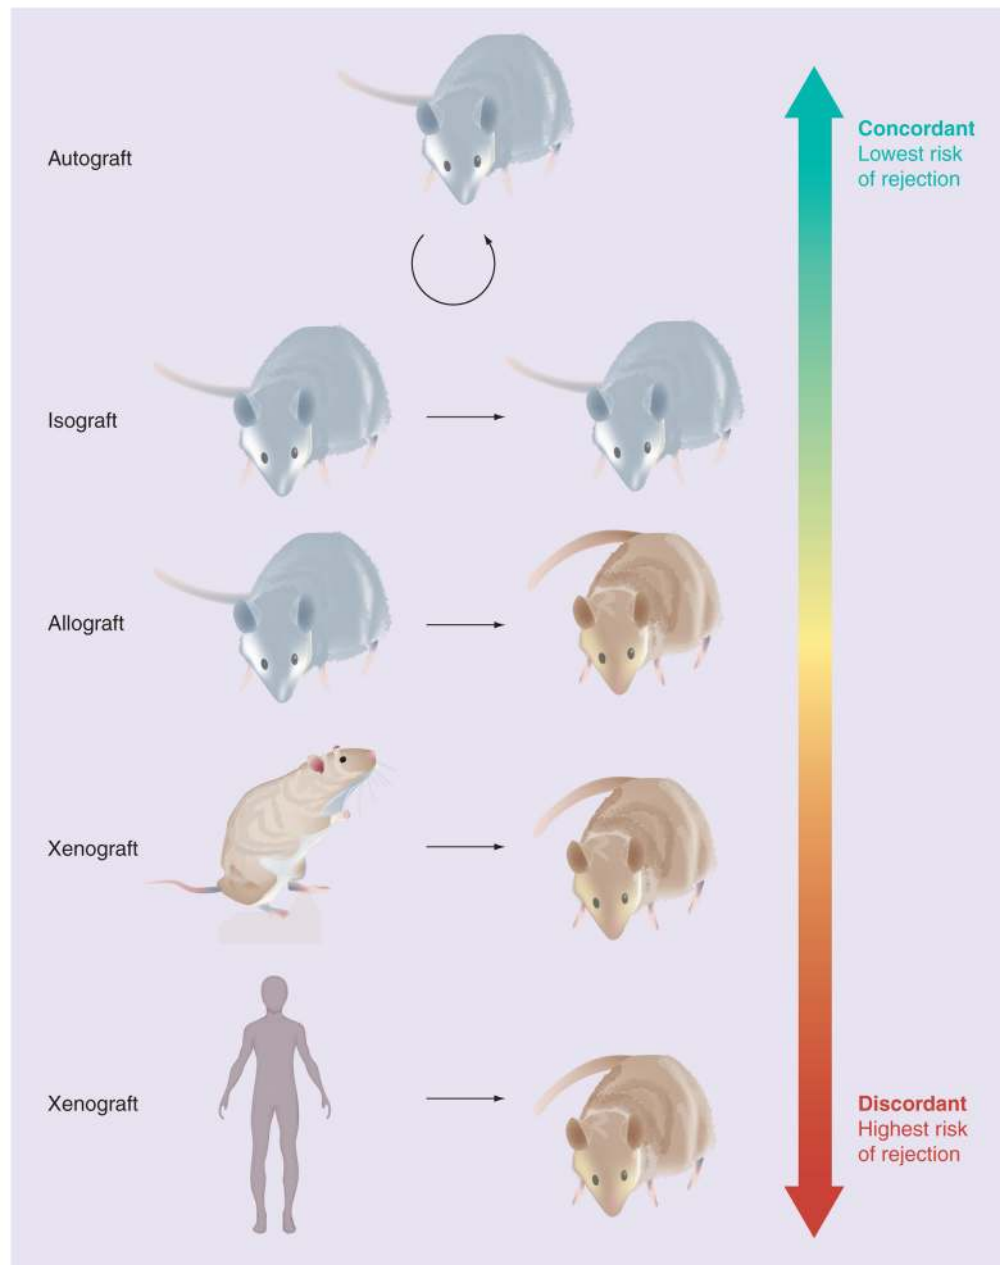 Autograft
Concordant
Lowest risk
of rejection
Isograft
Allograft
Xenograft
Xenograft
Discordant
Highest risk
of rejection